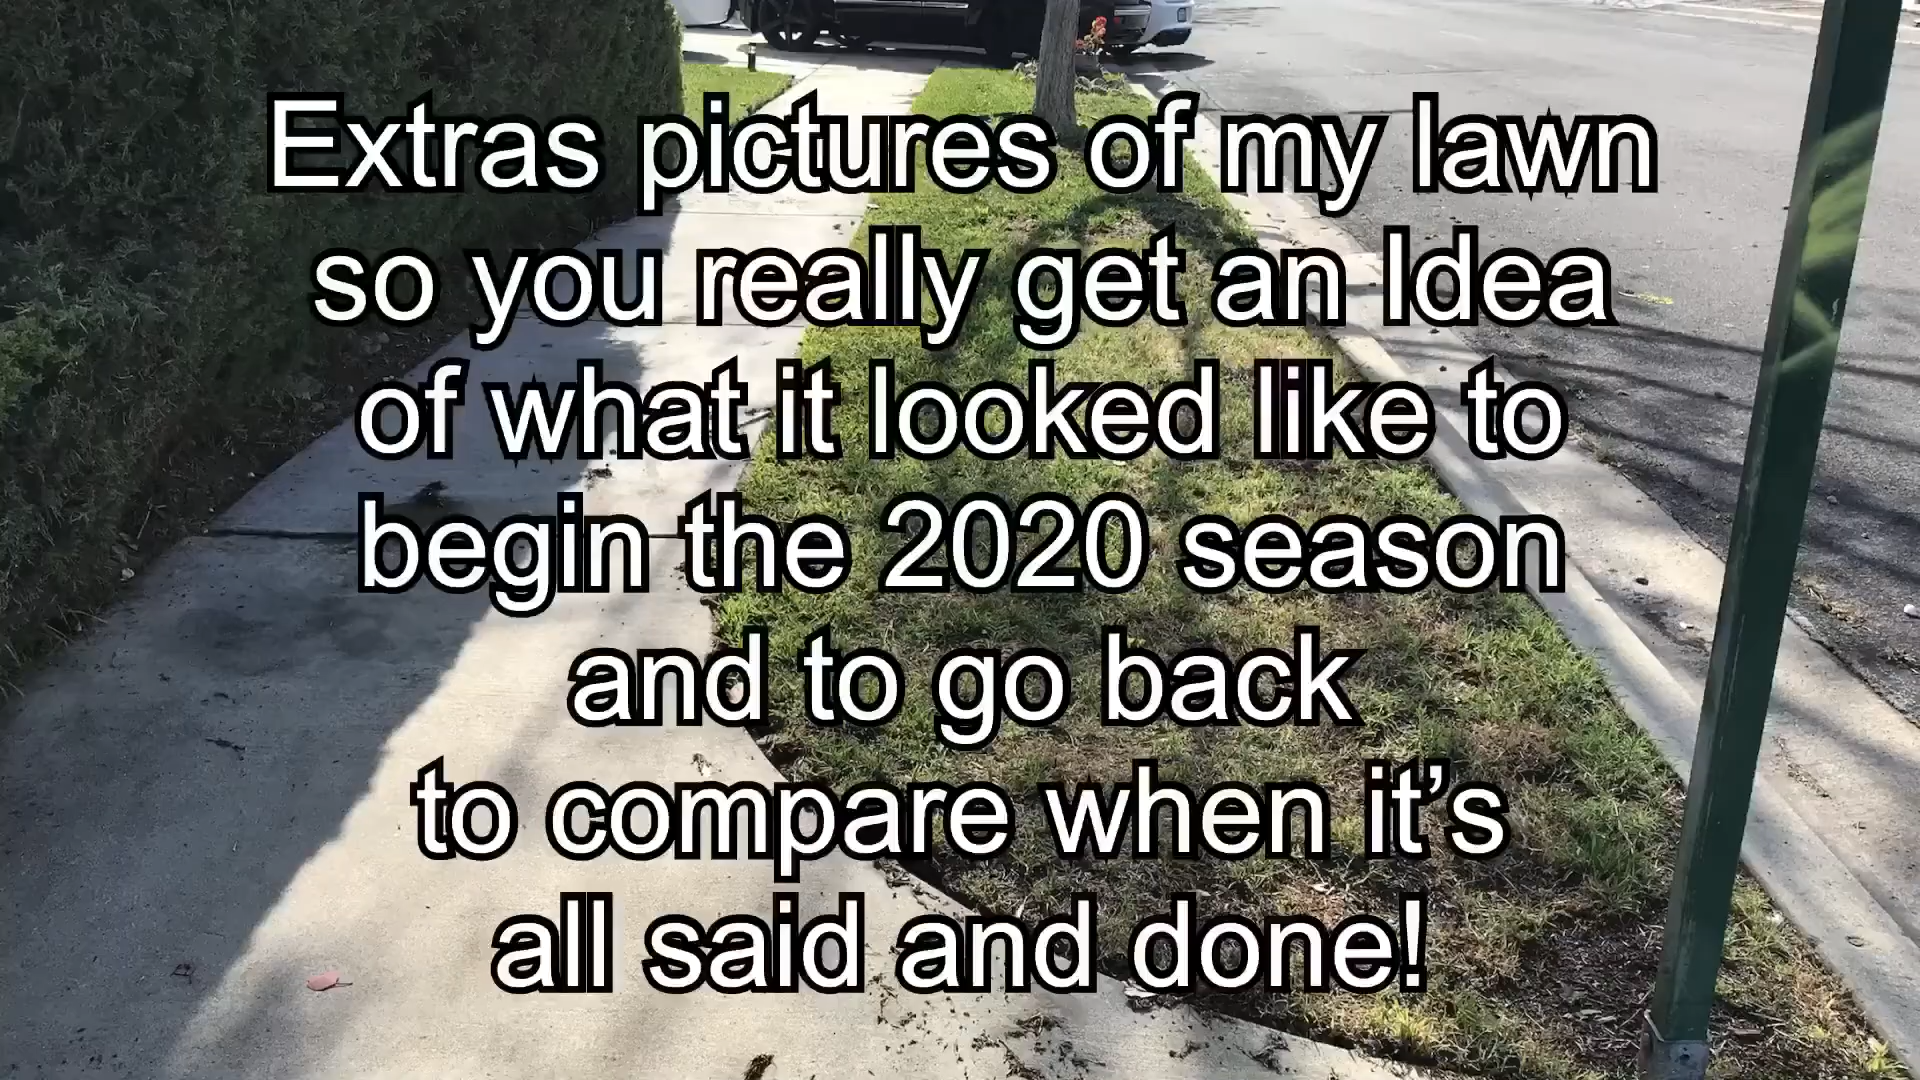 Extras pictures of my lawn
so you really get an Idea
of what it looked like to
begin the 2020 season
and to go back
to compare when it’s
all said and done!